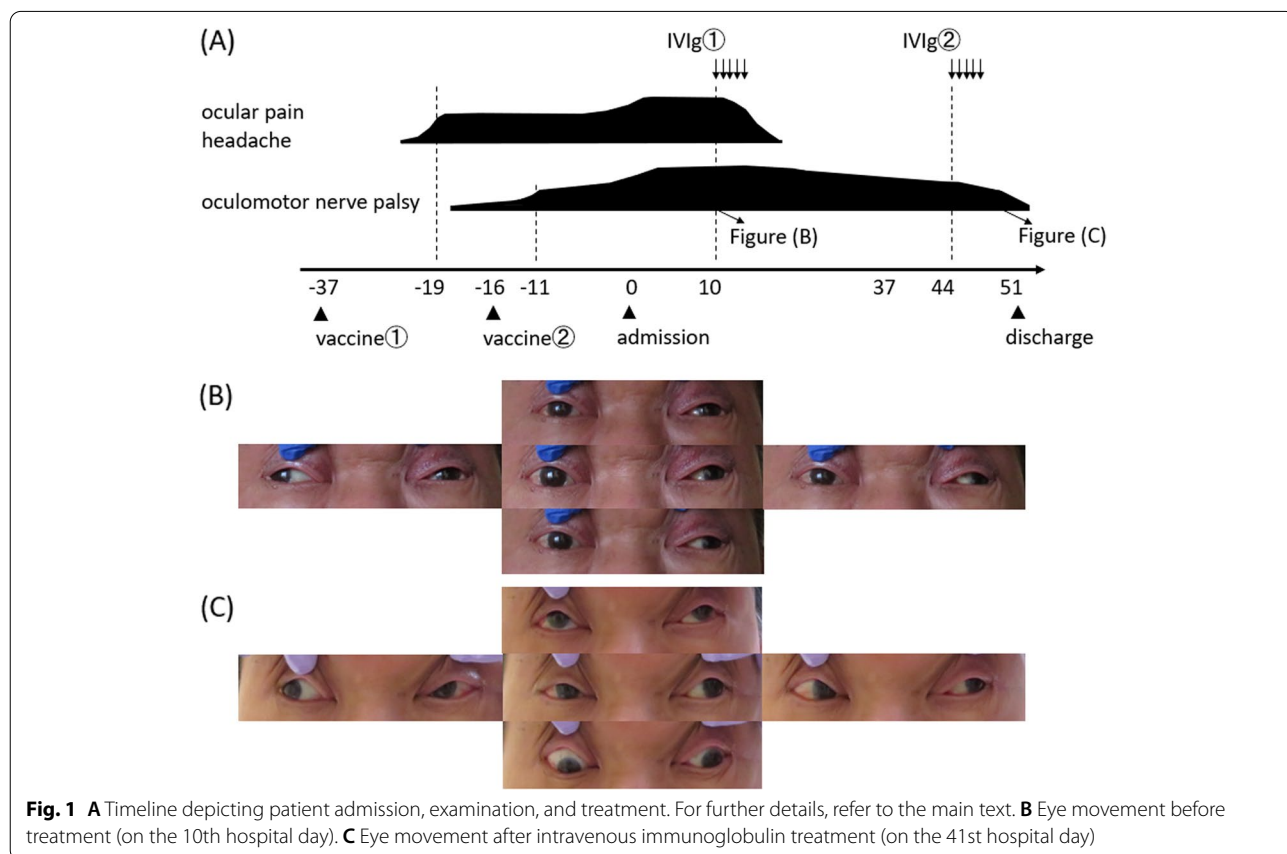 (A)
IVIg① IVIg②
ocular pain
headache
oculomotor nerve palsy
Figure (B) Figure (C)
-37 -19 -16 -11 0 10 37 44 51
vaccine① vaccine② admission discharge
(B)
(C)
Fig. 1 A Timeline depicting patient admission, examination, and treatment. For further details, refer to the main text. B Eye movement before
treatment (on the 10th hospital day). C Eye movement after intravenous immunoglobulin treatment (on the 41st hospital day)